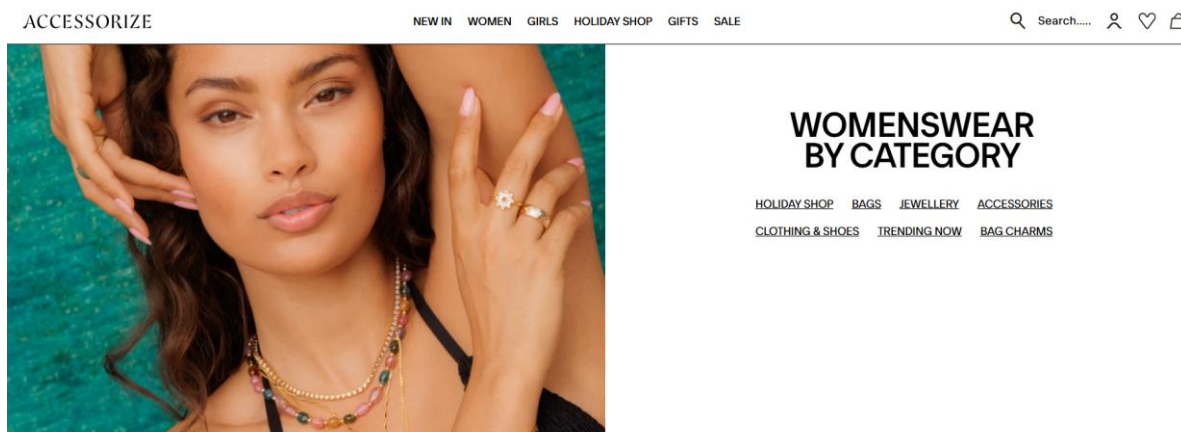 ACCESSORIZE NEW IN WOMEN GIRLS HOLIDAY SHOP GIFTS SALE Search.....
WOMENSWEAR
BY CATEGORY
HOLIDAY SHOP BAGS JEWELLERY ACCESSORIES
CLOTHING & SHOES TRENDING NOW BAG CHARMS